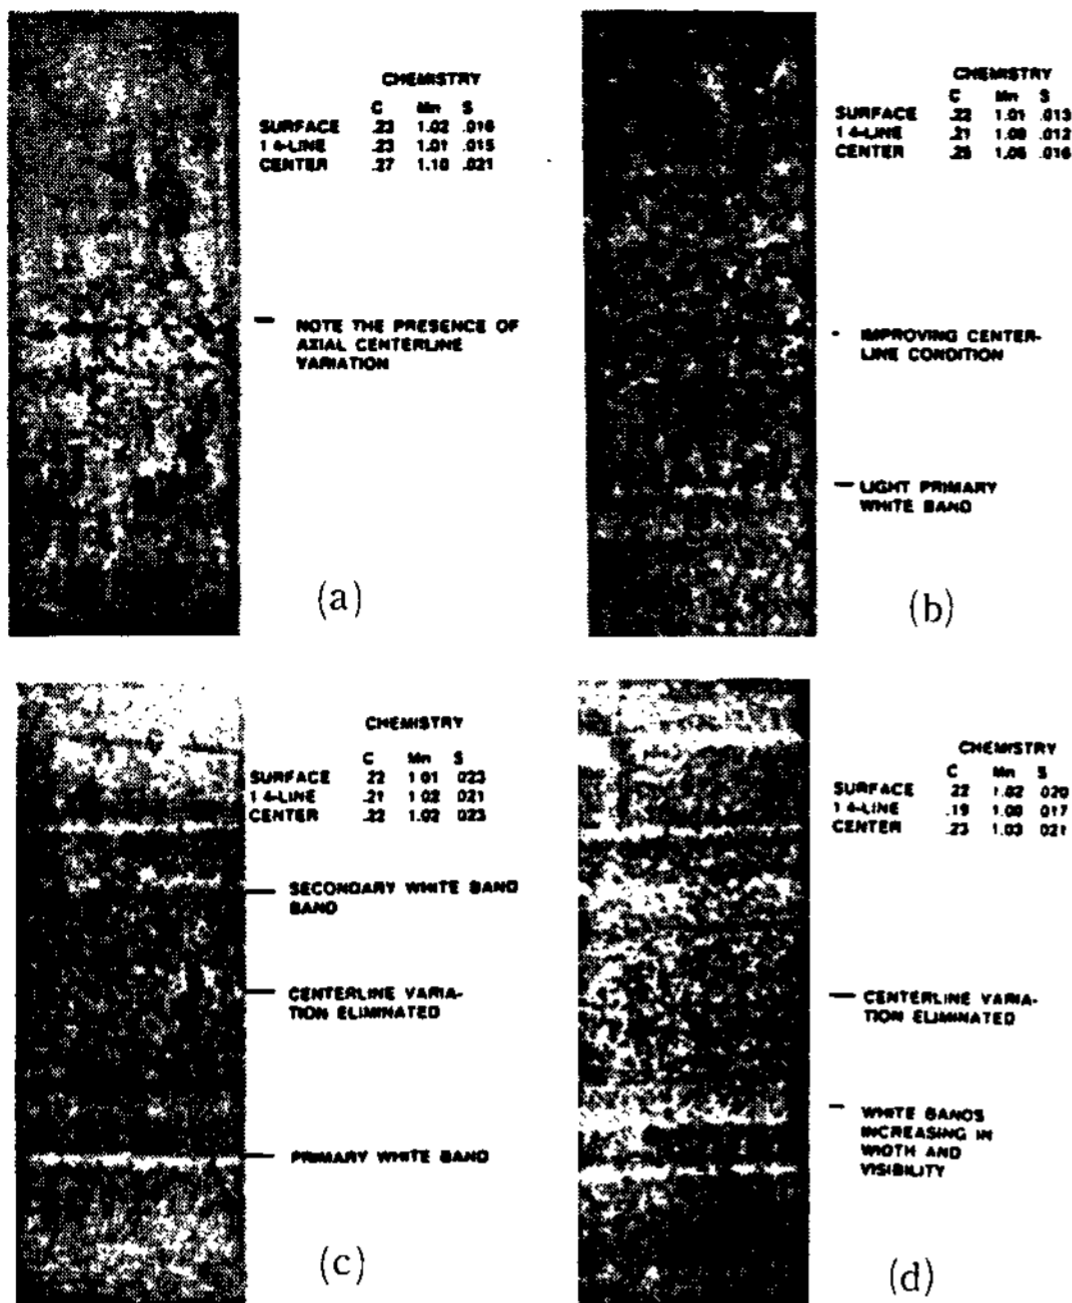 CHEMISTRY
C Mn S
SURFACE .23 1.02 .016
1 4-LINE .23 1.01 .015
CENTER .27 1.10 .021
NOTE THE PRESENCE OF
AXIAL CENTERLINE
VARIATION
(a)
CHEMISTRY
C Mn S
SURFACE .22 1.01 .013
1 4-LINE .21 1.00 .012
CENTER .25 1.05 .016
IMPROVING CENTER-
LINE CONDITION
LIGHT PRIMARY
WHITE BAND
(b)
CHEMISTRY
C Mn S
SURFACE 22 1 01 023
1 4-LINE .21 1 02 021
CENTER .22 1.02 023
SECONDARY WHITE BAND
BAND
CENTERLINE VARIA-
TION ELIMINATED
PRIMARY WHITE BAND
(c)
CHEMISTRY
C Mn S
SURFACE 22 1.02 020
1 4-LINE .19 1.00 017
CENTER .23 1.03 021
CENTERLINE VARIA-
TION ELIMINATED
WHITE BANDS
INCREASING IN
WIDTH AND
VISIBILITY
(d)